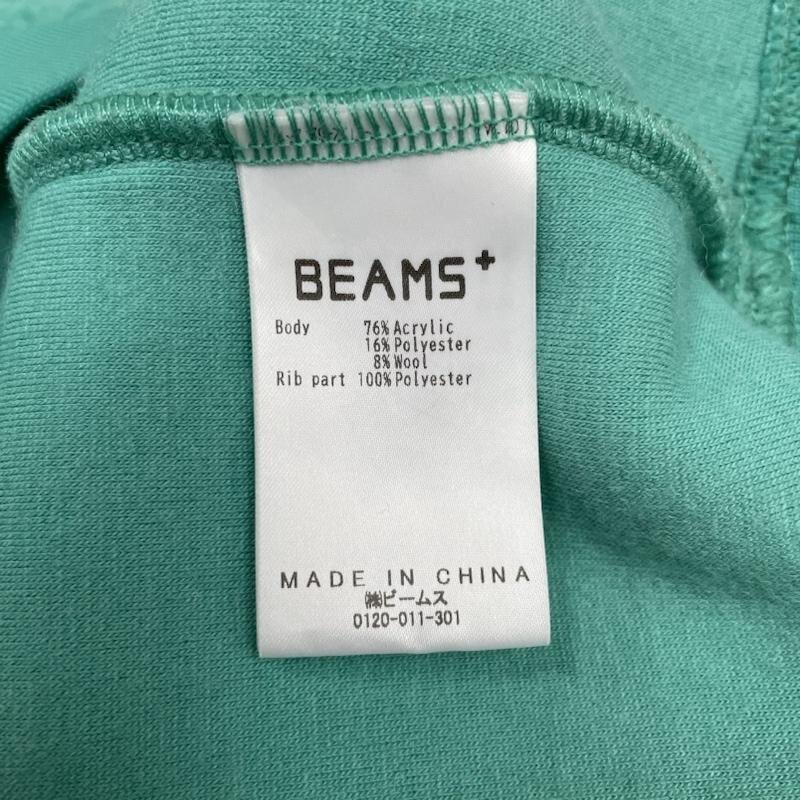 BEAMS+
Body 76% Acrylic
16% Polyester
8% Wool
Rib part 100% Polyester
MADE IN CHINA
㈱ビームス
0120-011-301